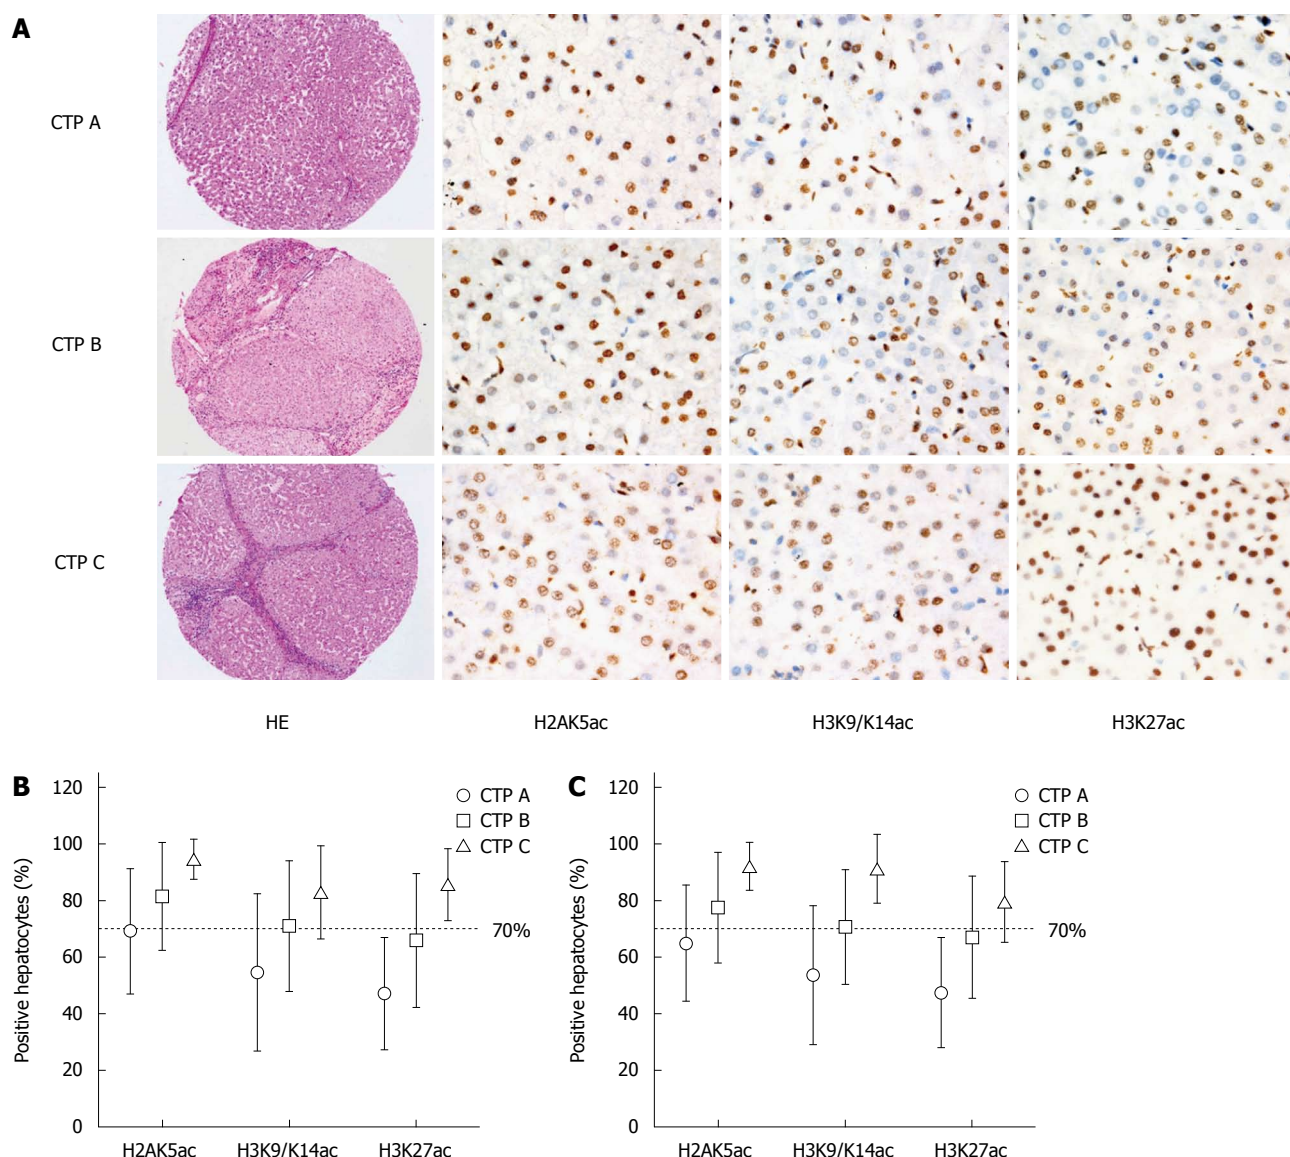 A
CTP A
CTP B
CTP C
HE
H2AK5ac
H3K9/K14ac
H3K27ac
B
120
100
80
60
40
20
0
Positive hepatocytes (%)
CTP A
CTP B
CTP C
70%
H2AK5ac
H3K9/K14ac
H3K27ac
C
120
100
80
60
40
20
0
Positive hepatocytes (%)
CTP A
CTP B
CTP C
70%
H2AK5ac
H3K9/K14ac
H3K27ac